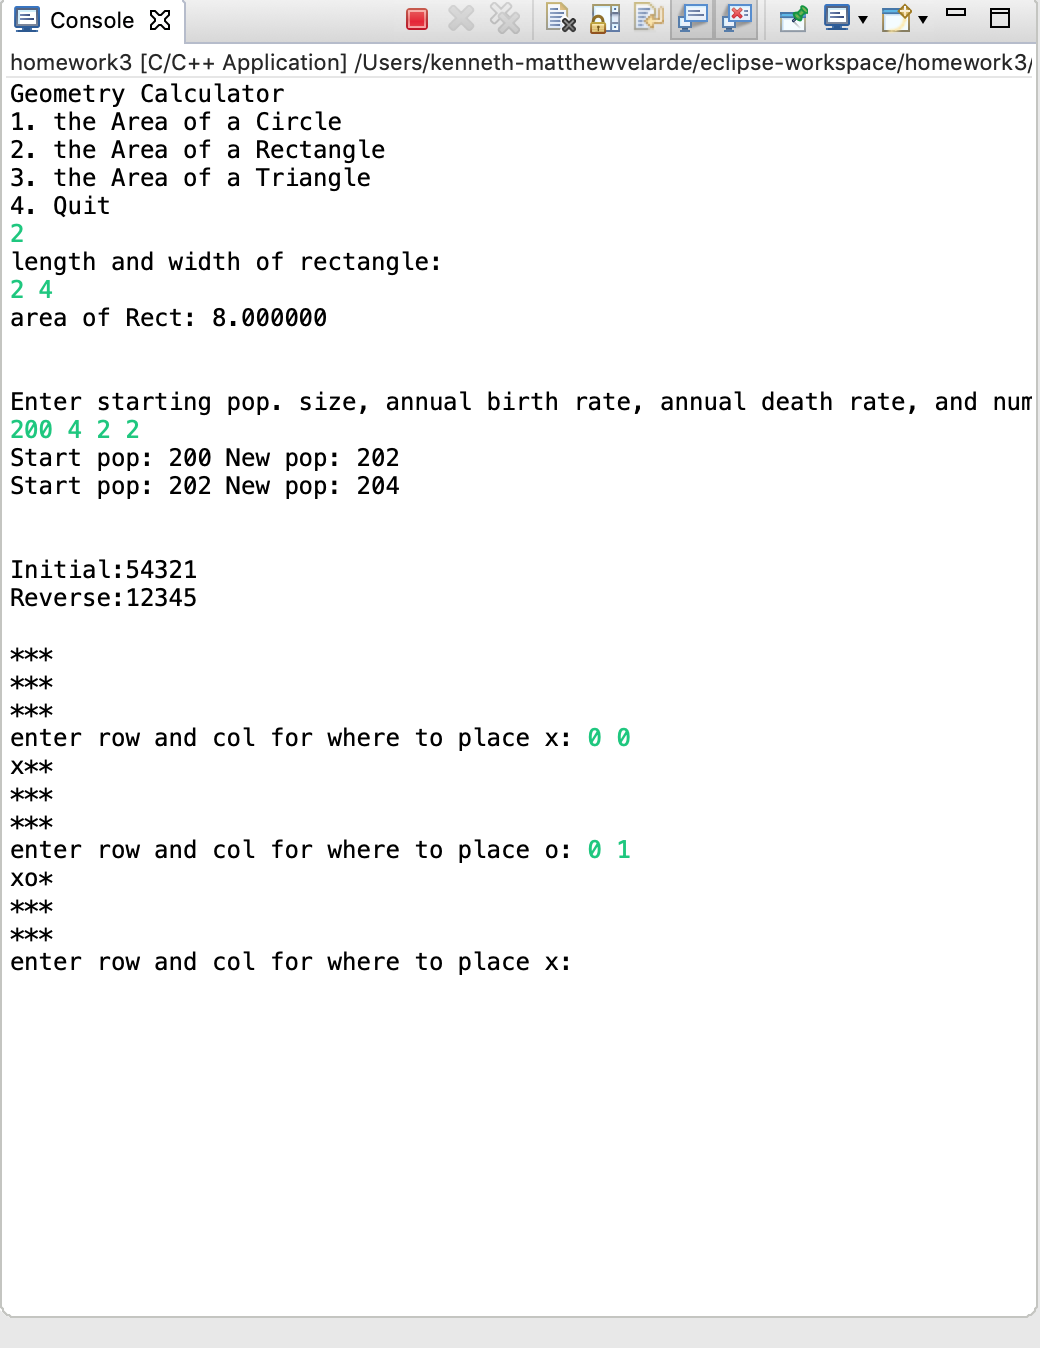 Console
homework3 [C/C++ Application] /Users/kenneth-matthewvelarde/eclipse-workspace/homework3/
Geometry Calculator
1. the Area of a Circle
2. the Area of a Rectangle
3. the Area of a Triangle
4. Quit
2
length and width of rectangle:
2 4
area of Rect: 8.000000
Enter starting pop. size, annual birth rate, annual death rate, and num
200 4 2 2
Start pop: 200 New pop: 202
Start pop: 202 New pop: 204
Initial:54321
Reverse:12345
***
***
***
enter row and col for where to place x: 0 0
x**
***
***
enter row and col for where to place o: 0 1
xo*
***
***
enter row and col for where to place x: